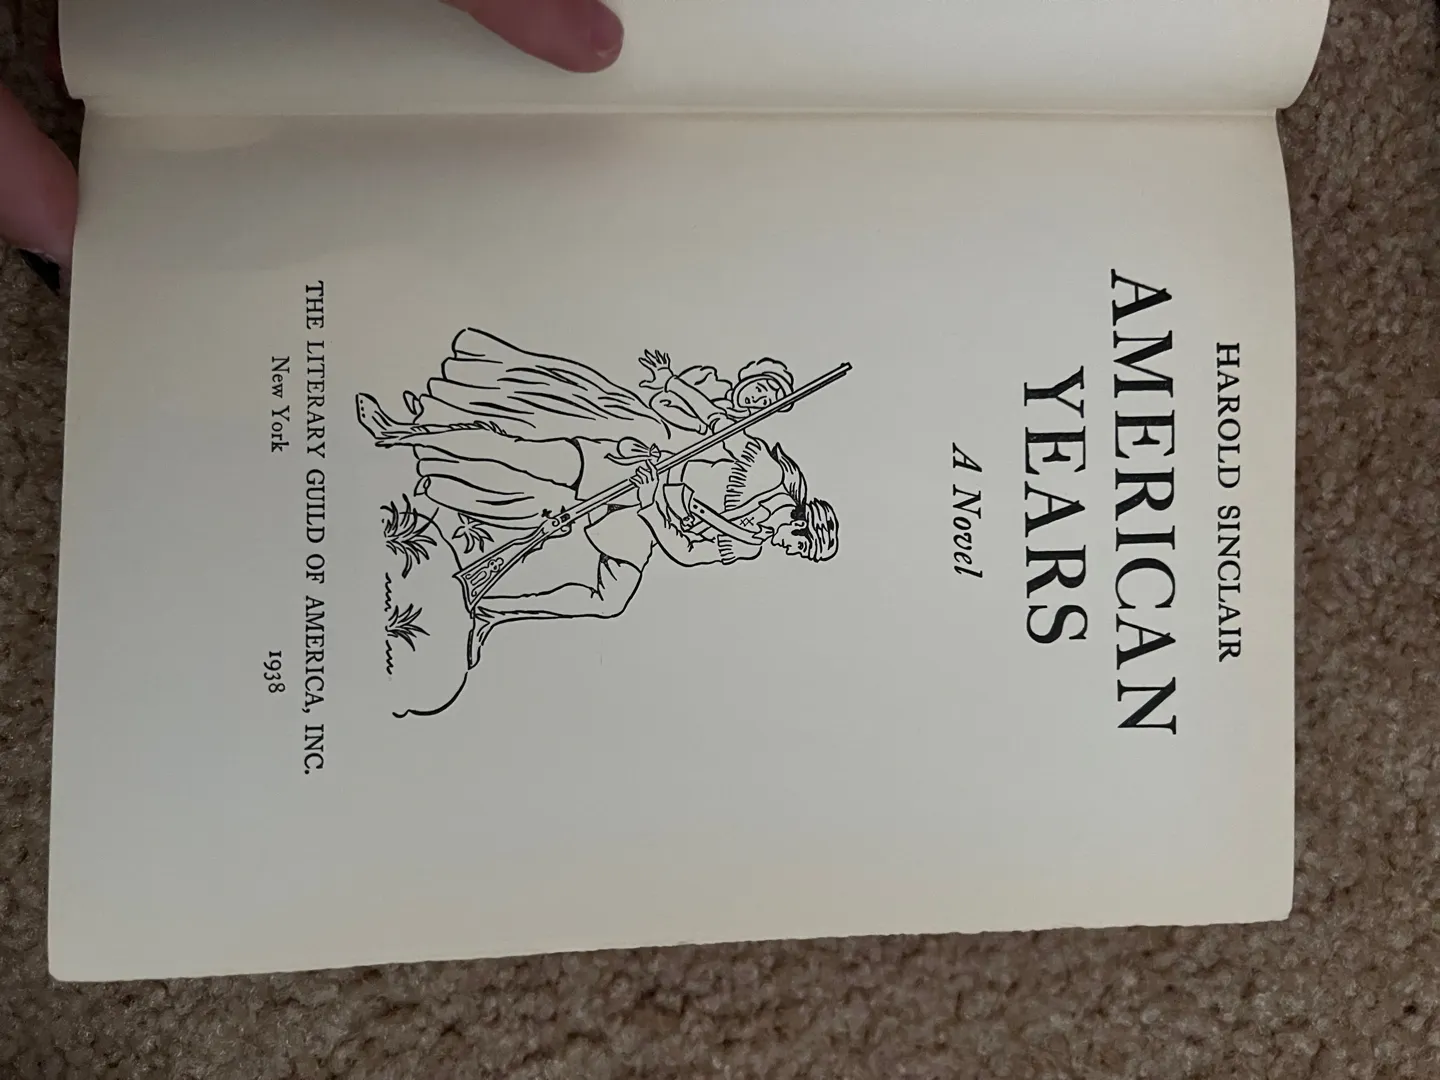 HAROLD SINCLAIR
AMERICAN
YEARS
A Novel
THE LITERARY GUILD OF AMERICA, INC.
New York 1938